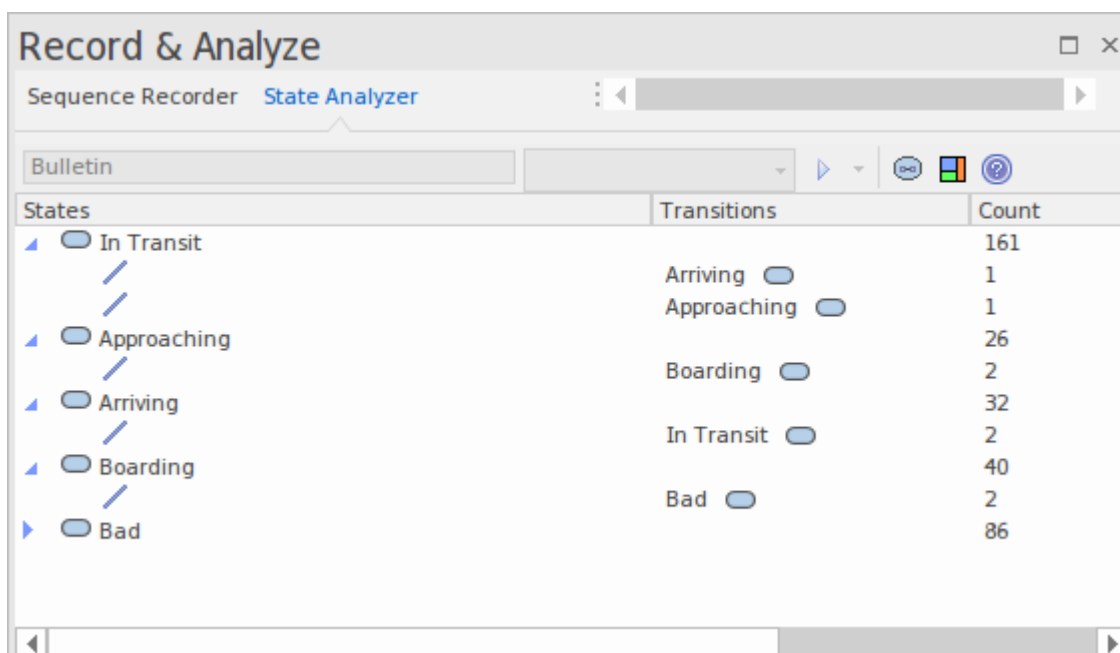 Record & Analyze
Sequence Recorder State Analyzer
Bulletin
States Transitions Count
In Transit 161
Arriving 1
Approaching 1
Approaching 26
Boarding 2
Arriving 32
In Transit 2
Boarding 40
Bad 2
Bad 86